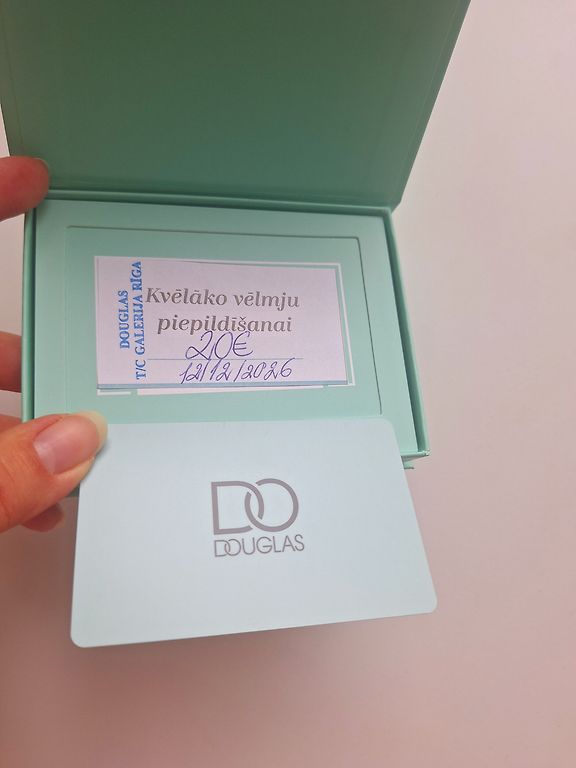 DOUGLAS
T/C GALERIJA RĪGA
Kvēlāko vēlmju
piepildīšanai
20€
12/12/2026
DO
DOUGLAS